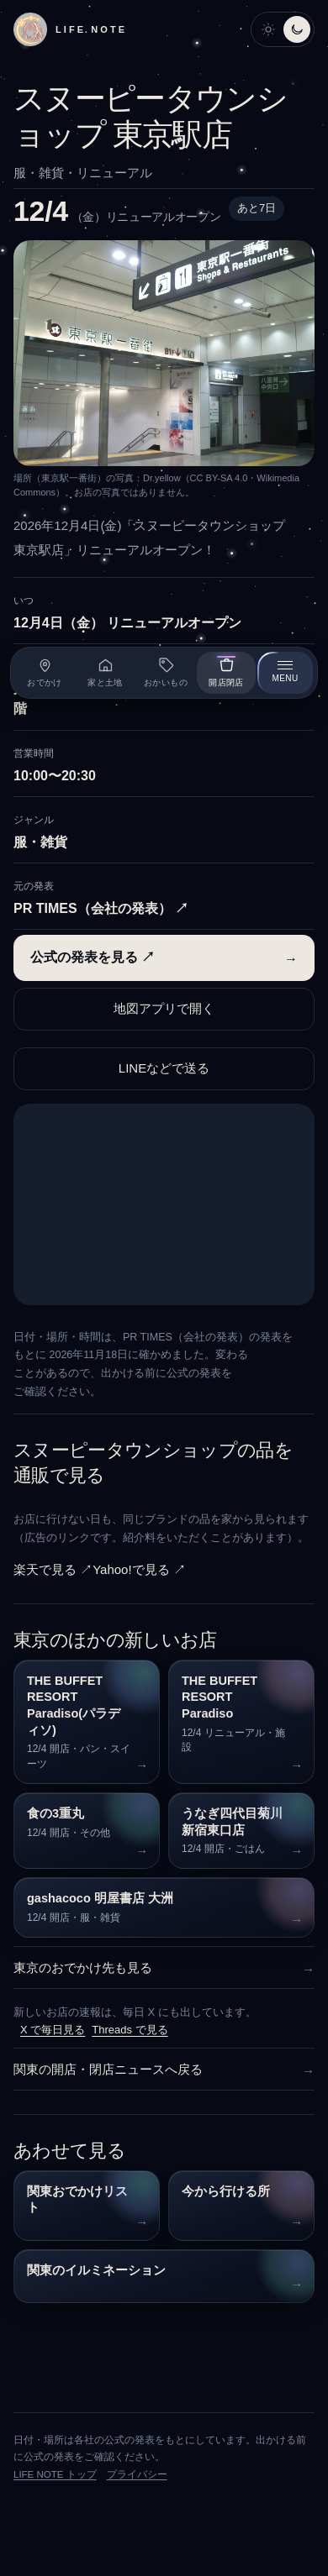 LIFE NOTE
スヌーピータウンシ
ョップ 東京駅店
服・雑貨・リニューアル
12/4 （金）リニューアルオープン あと7日
東京駅一番街
Shops & Restaurants
東京駅一番街
八重洲
中央口
場所（東京駅一番街）の写真：Dr.yellow（CC BY-SA 4.0・Wikimedia
Commons）。お店の写真ではありません。
2026年12月4日(金)「スヌーピータウンショップ
東京駅店」リニューアルオープン！
いつ
12月4日（金） リニューアルオープン
おでかけ 家と土地 おかいもの 開店閉店 MENU
階
営業時間
10:00〜20:30
ジャンル
服・雑貨
元の発表
PR TIMES（会社の発表） ↗
公式の発表を見る ↗ →
地図アプリで開く
LINEなどで送る
日付・場所・時間は、PR TIMES（会社の発表）の発表を
もとに 2026年11月18日に確かめました。変わる
ことがあるので、出かける前に公式の発表を
ご確認ください。
スヌーピータウンショップの品を
通販で見る
お店に行けない日も、同じブランドの品を家から見られます
（広告のリンクです。紹介料をいただくことがあります）。
楽天で見る ↗Yahoo!で見る ↗
東京のほかの新しいお店
THE BUFFET
RESORT
Paradiso(パラデ
ィソ)
12/4 開店・パン・スイ
ーツ →
THE BUFFET
RESORT
Paradiso
12/4 リニューアル・施
設 →
食の3重丸
12/4 開店・その他 →
うなぎ四代目菊川
新宿東口店
12/4 開店・ごはん →
gashacoco 明屋書店 大洲
12/4 開店・服・雑貨 →
東京のおでかけ先も見る →
新しいお店の速報は、毎日 X にも出しています。
X で毎日見る Threads で見る
関東の開店・閉店ニュースへ戻る →
あわせて見る
関東おでかけリス
ト →
今から行ける所 →
関東のイルミネーション →
日付・場所は各社の公式の発表をもとにしています。出かける前
に公式の発表をご確認ください。
LIFE NOTE トップ プライバシー